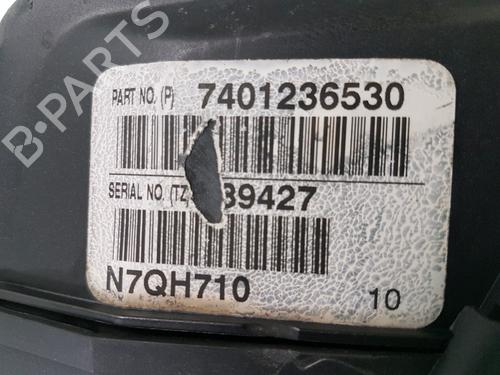 B-PARTS
PART NO. (P) 7401236530
SERIAL NO. (TZ) 39427
N7QH710 10